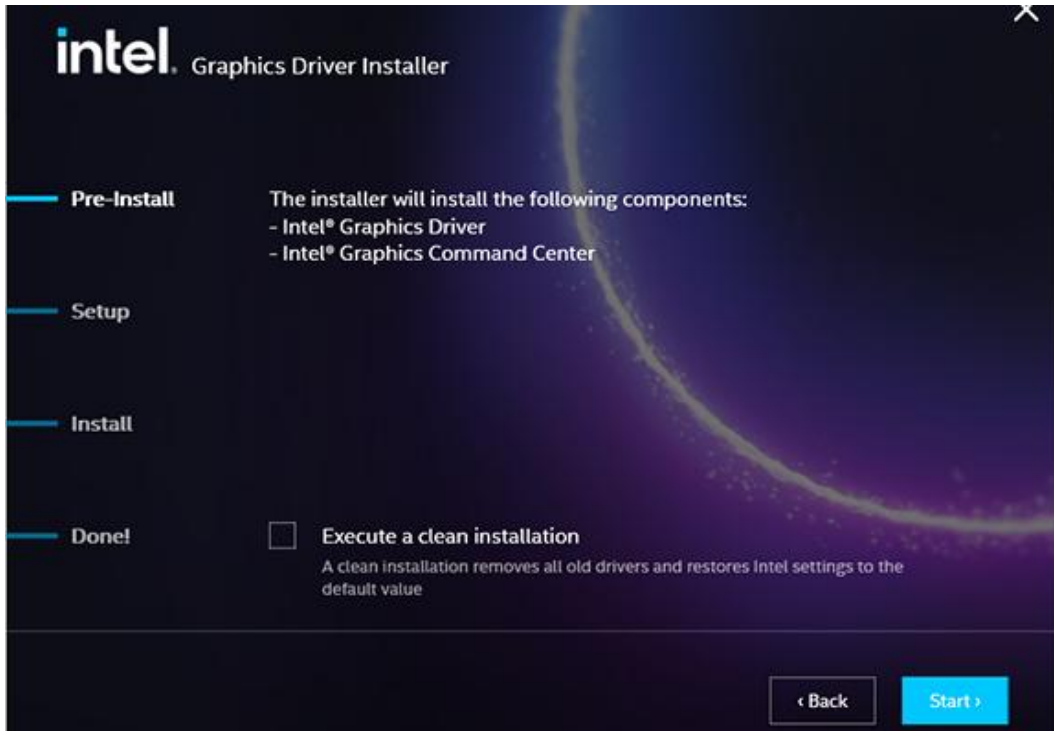 intel. Graphics Driver Installer
Pre-Install
The installer will install the following components:
- Intel® Graphics Driver
- Intel® Graphics Command Center
Setup
Install
Done!
Execute a clean installation
A clean installation removes all old drivers and restores Intel settings to the
default value
‹ Back
Start ›